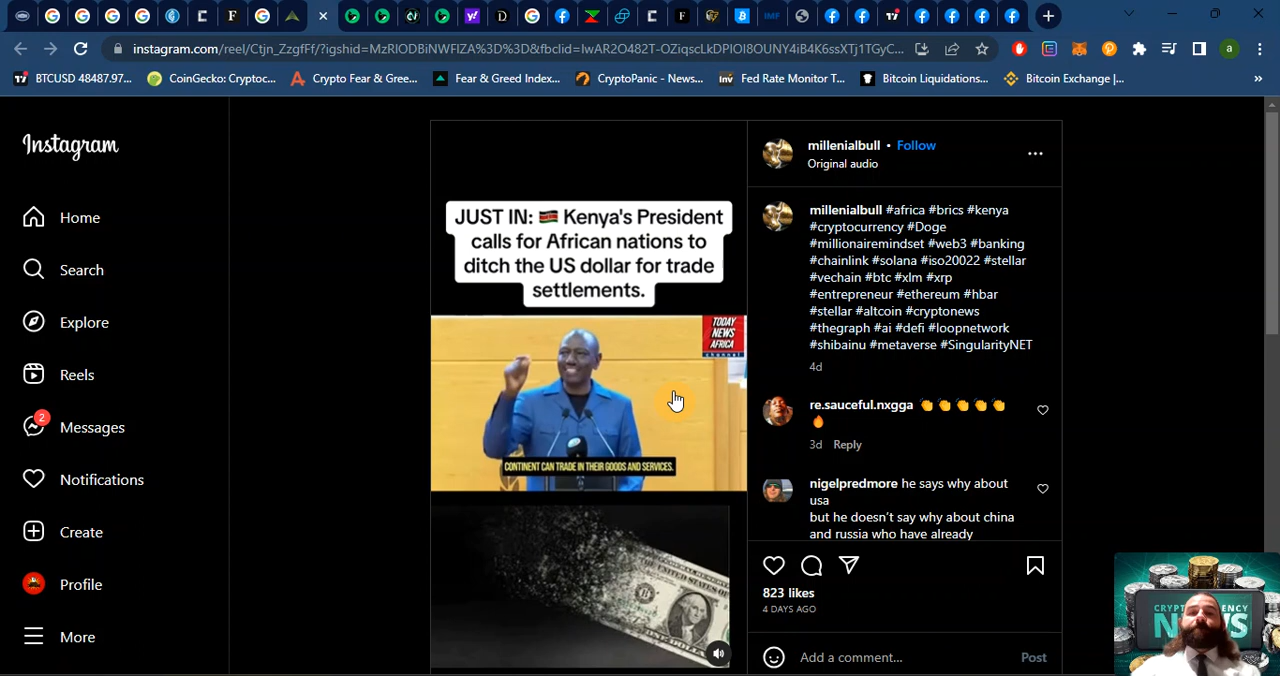 instagram.com/reel/Ctjn_ZzgfFf/?igshid=MzRlODBiNWFlZA%3D%3D&fbclid=IwAR2O482T-OZiqscLkDPIOI8OUNY4iB4K6ssXTj1TGyC...
BTCUSD 48487.97...
CoinGecko: Cryptoc...
Crypto Fear & Gree...
Fear & Greed Index...
CryptoPanic - News...
Fed Rate Monitor T...
Bitcoin Liquidations...
Bitcoin Exchange |...
Instagram
Home
Search
Explore
Reels
2
Messages
Notifications
Create
Profile
More
JUST IN: 🇰🇪 Kenya's President
calls for African nations to
ditch the US dollar for trade
settlements.
TODAY
NEWS
AFRICA
channel
CONTINENT CAN TRADE IN THEIR GOODS AND SERVICES.
millenialbull • Follow
Original audio
millenialbull #africa #brics #kenya
#cryptocurrency #Doge
#millionairemindset #web3 #banking
#chainlink #solana #iso20022 #stellar
#vechain #btc #xlm #xrp
#entrepreneur #ethereum #hbar
#stellar #altcoin #cryptonews
#thegraph #ai #defi #loopnetwork
#shibainu #metaverse #SingularityNET
4d
re.sauceful.nxgga 👏👏👏👏👏
🔥
3d Reply
nigelpredmore he says why about
usa
but he doesn't say why about china
and russia who have already
823 likes
4 DAYS AGO
Add a comment...
Post
NEWS